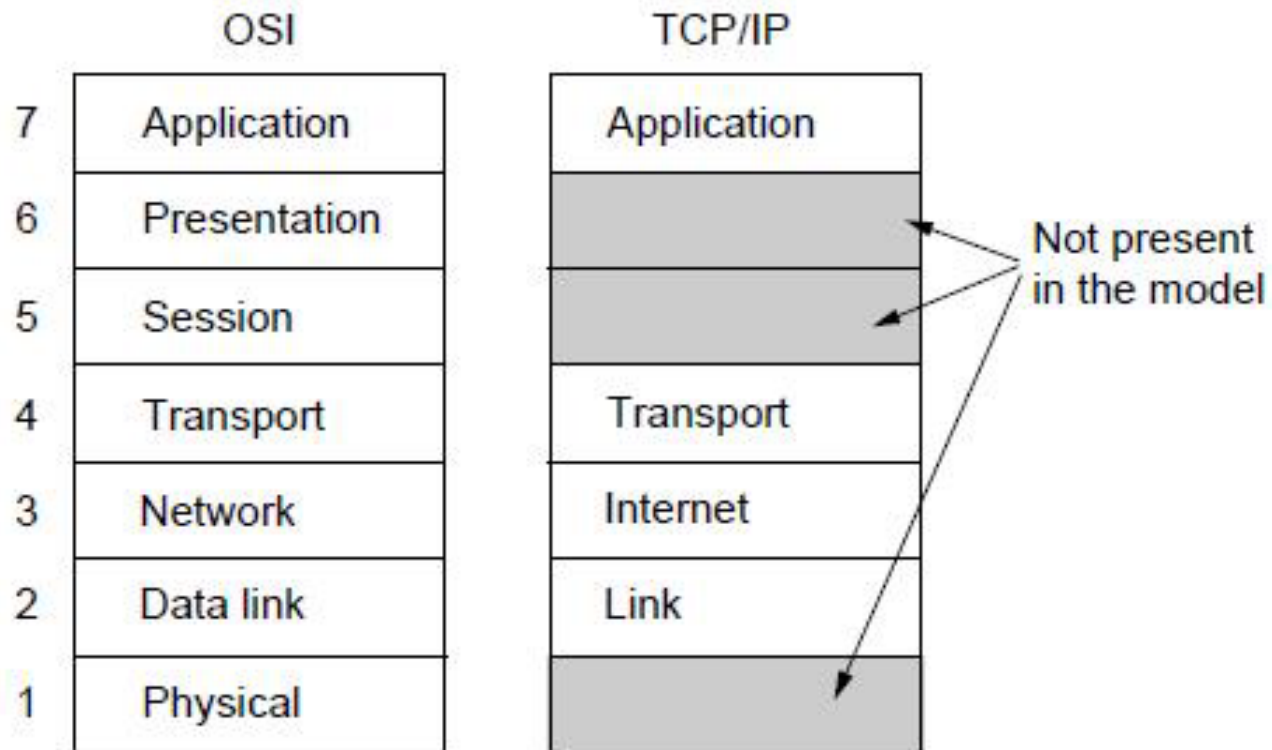 OSI TCP/IP
7 Application Application
6 Presentation
5 Session
4 Transport Transport
3 Network Internet
2 Data link Link
1 Physical
Not present
in the model